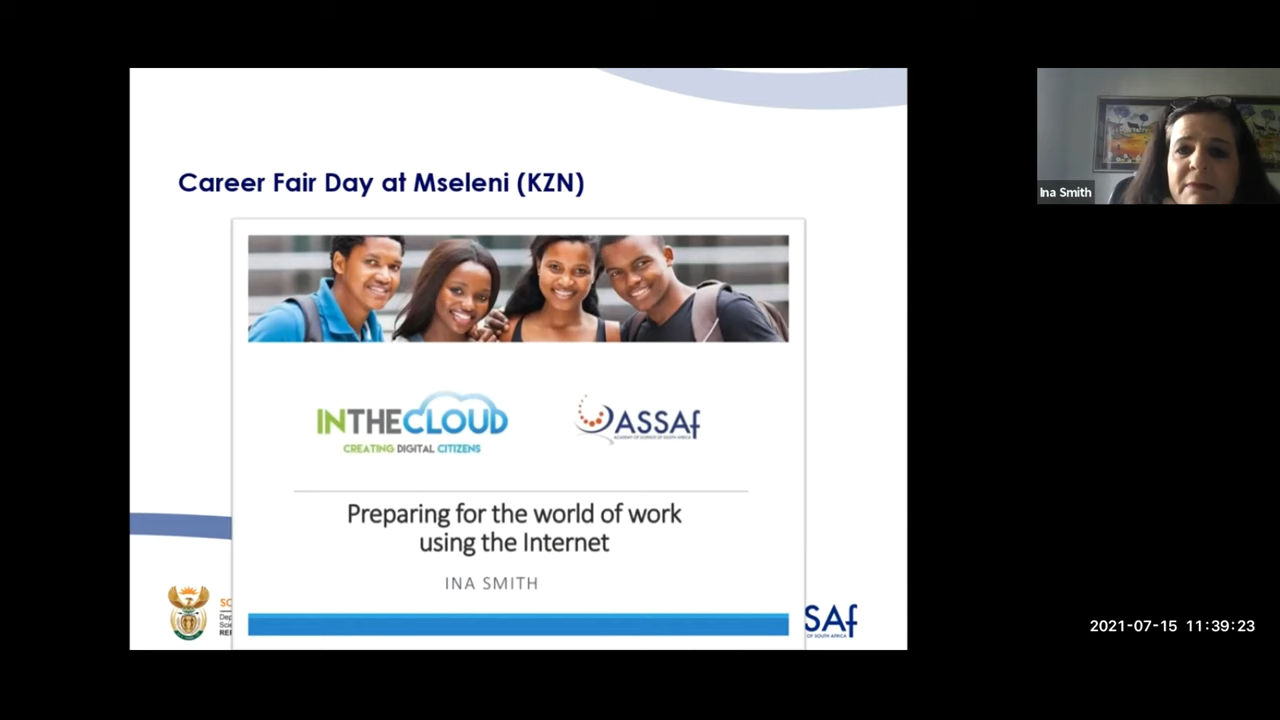 Career Fair Day at Mseleni (KZN)
Ina Smith
INTHECLOUD
CREATING DIGITAL CITIZENS
ASSAf
ACADEMY OF SCIENCE OF SOUTH AFRICA
Preparing for the world of work
using the Internet
INA SMITH
SAf
OF SOUTH AFRICA
2021-07-15 11:39:23